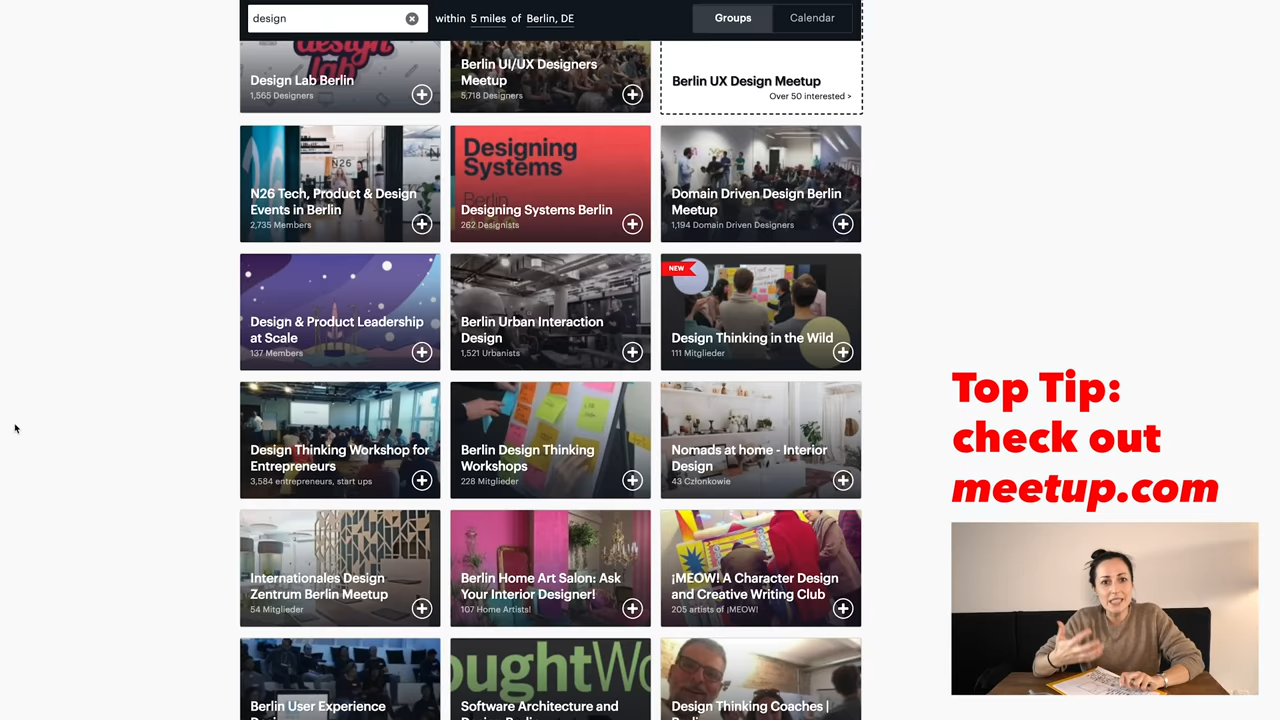 design
within 5 miles of Berlin, DE
Groups
Calendar
design
lab
Design Lab Berlin
1,565 Designers
Berlin UI/UX Designers
Meetup
5,718 Designers
Berlin UX Design Meetup
Over 50 interested >
N26
N26 Tech, Product & Design
Events in Berlin
2,735 Members
Designing
Systems
Berlin
Designing Systems Berlin
262 Designists
Domain Driven Design Berlin
Meetup
1,194 Domain Driven Designers
Design & Product Leadership
at Scale
137 Members
Berlin Urban Interaction
Design
1,521 Urbanists
NEW
Design Thinking in the Wild
111 Mitglieder
Design Thinking Workshop for
Entrepreneurs
3,584 entrepreneurs, start ups
Berlin Design Thinking
Workshops
228 Mitglieder
Nomads at home - Interior
Design
43 Członkowie
Internationales Design
Zentrum Berlin Meetup
54 Mitglieder
Berlin Home Art Salon: Ask
Your Interior Designer!
107 Home Artists!
¡MEOW! A Character Design
and Creative Writing Club
205 artists of ¡MEOW!
Berlin User Experience
oughtWo
Software Architecture and
Design Thinking Coaches |
Top Tip:
check out
meetup.com